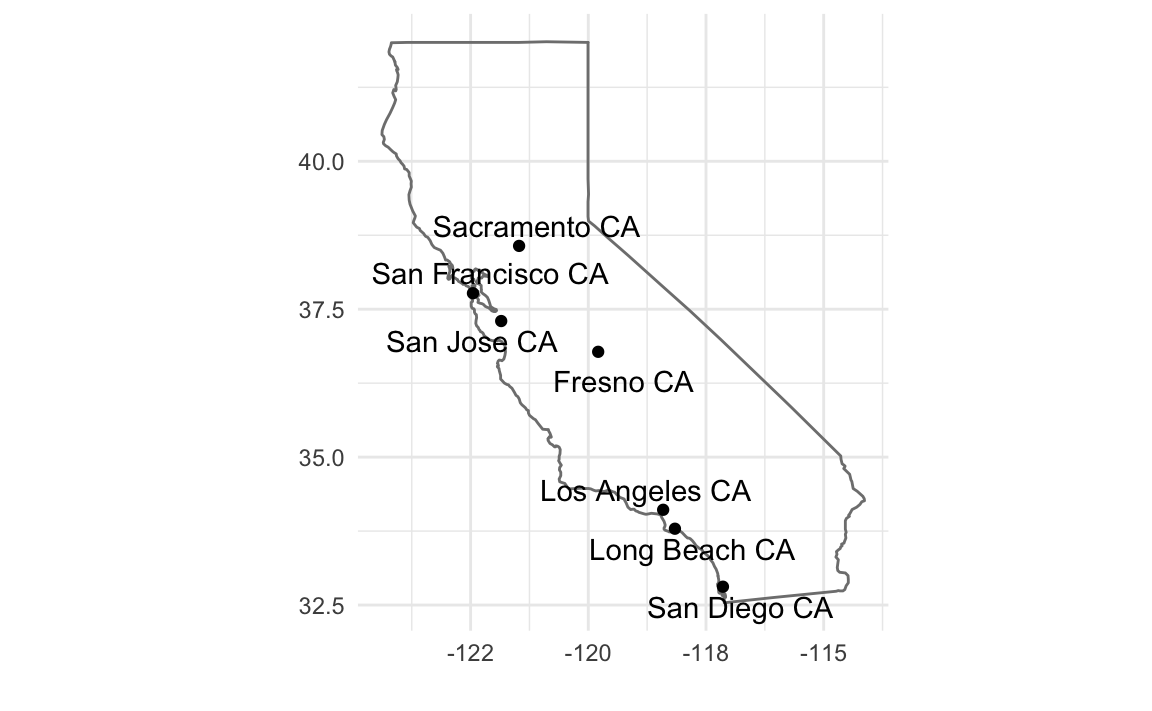 40.0
Sacramento CA
San Francisco CA
37.5
San Jose CA
Fresno CA
35.0
Los Angeles CA
Long Beach CA
32.5
San Diego CA
-122
-120
-118
-115